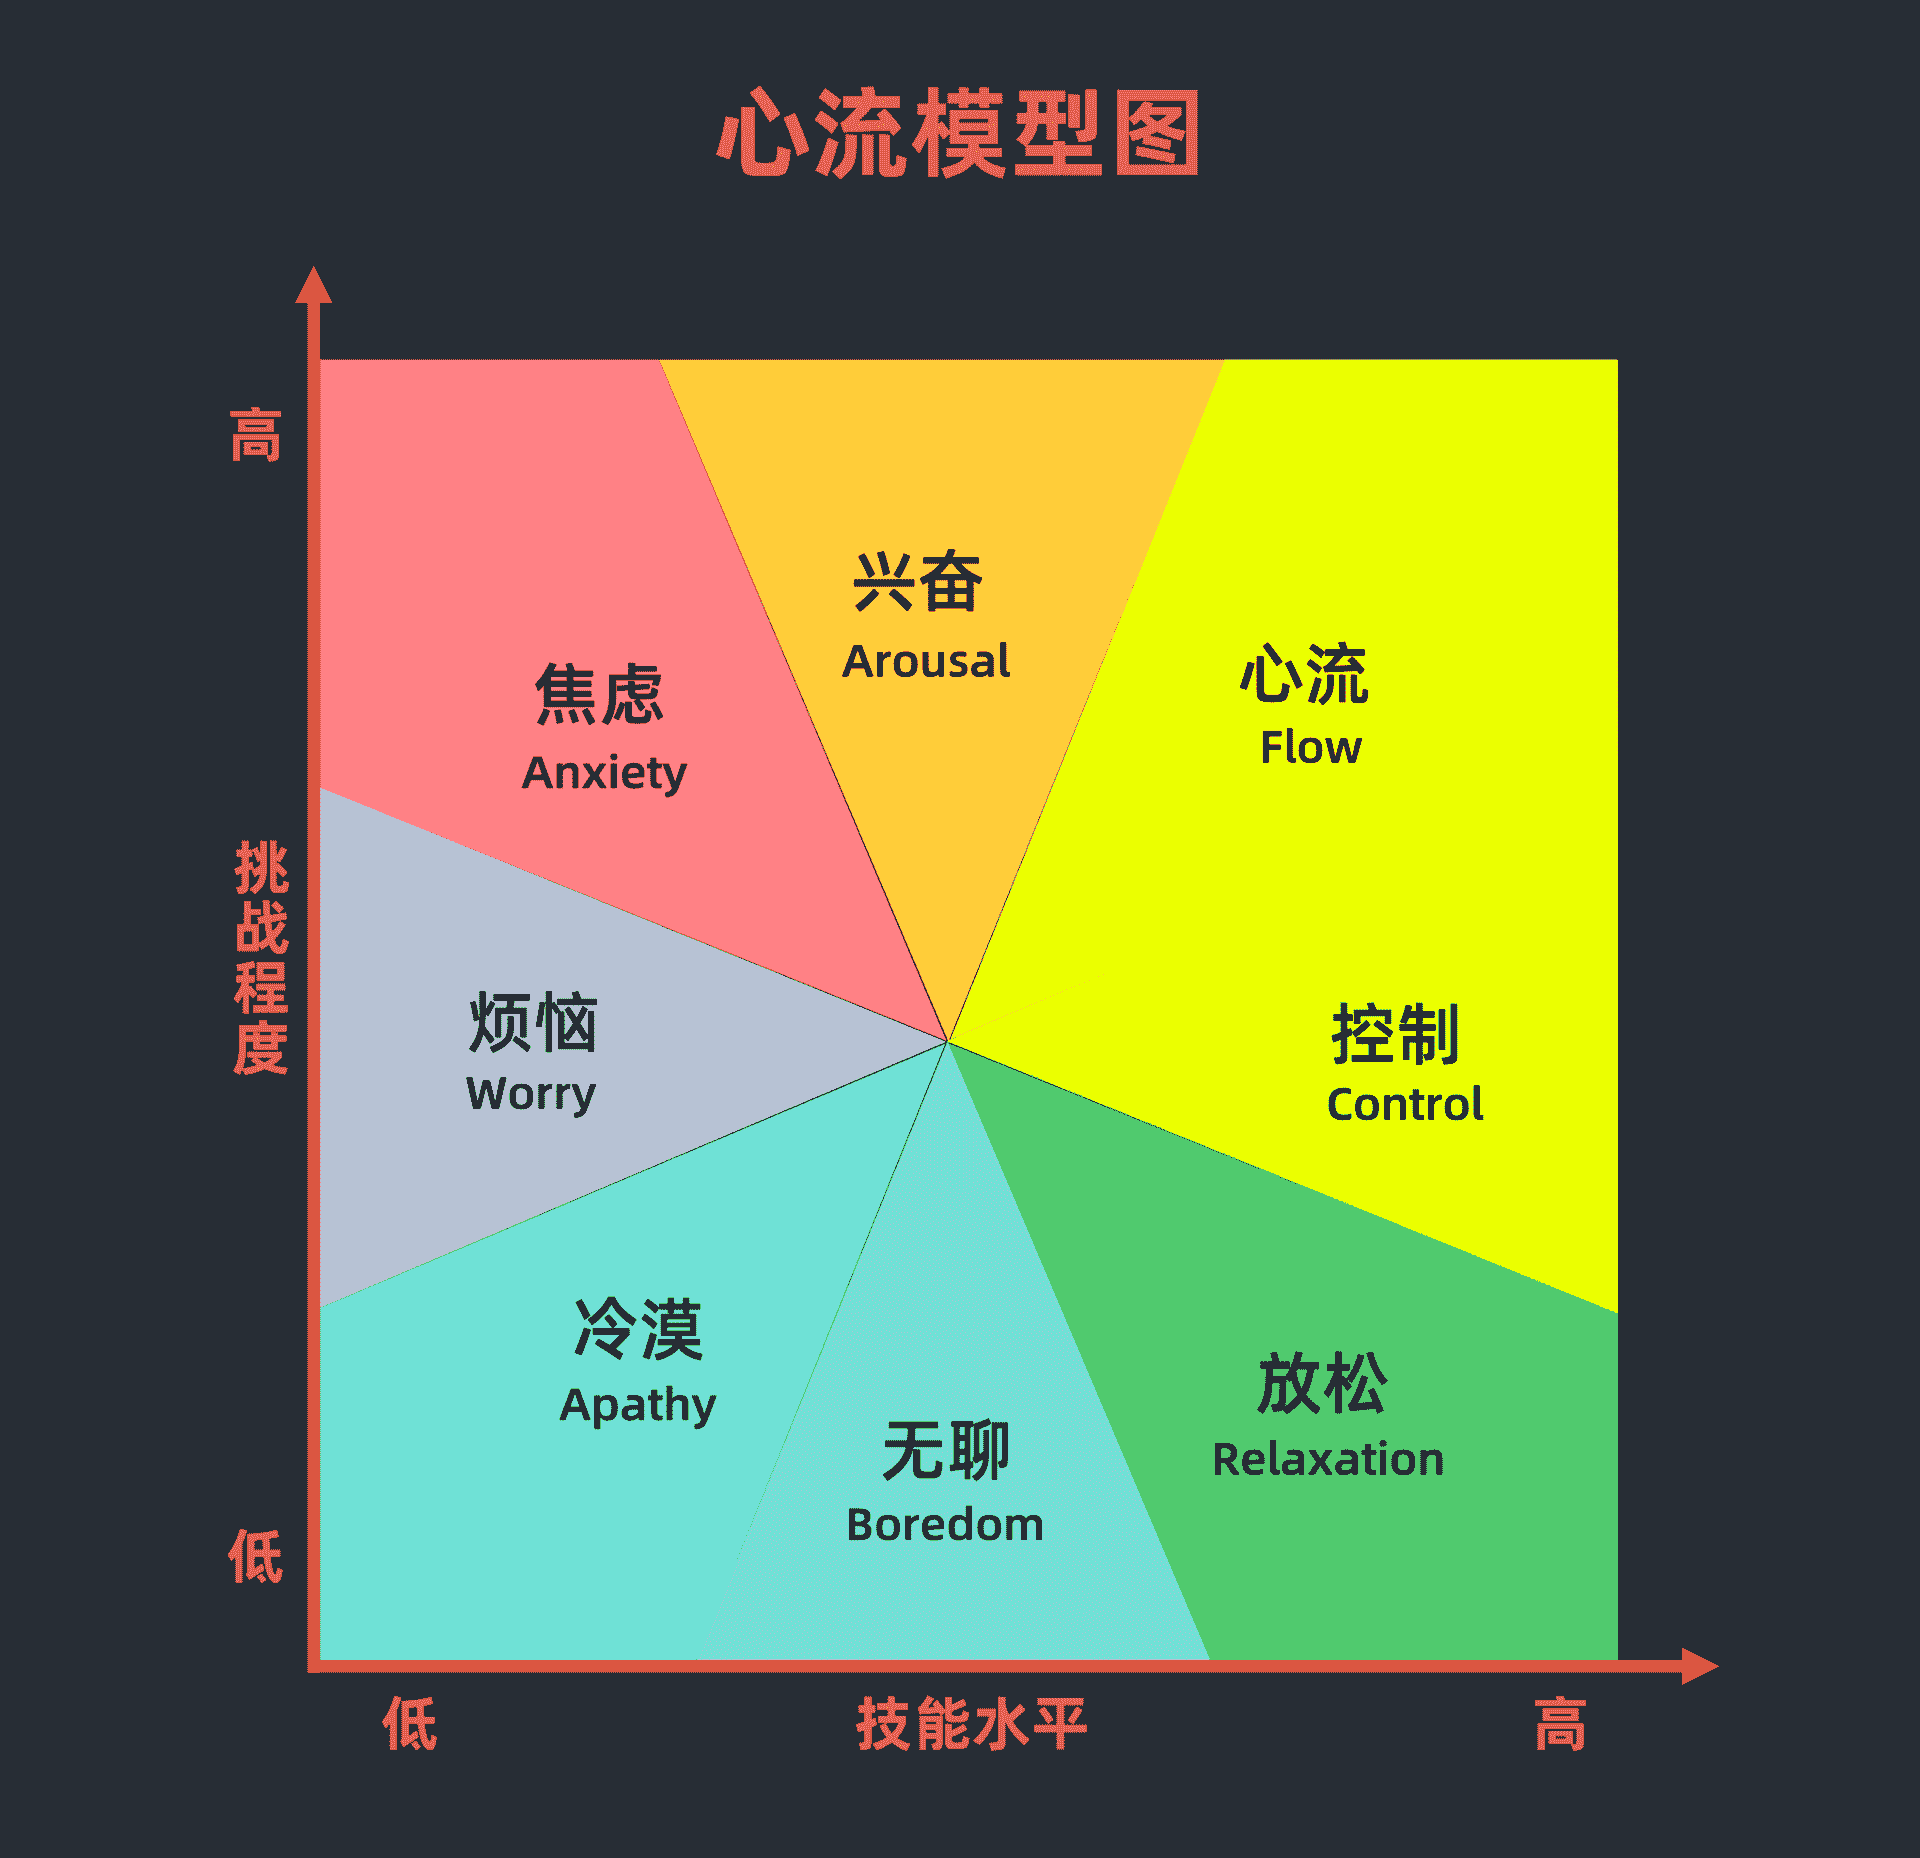 心流模型图
高
兴奋
Arousal
心流
Flow
焦虑
Anxiety
挑战程度
烦恼
Worry
控制
Control
冷漠
Apathy
无聊
Boredom
放松
Relaxation
低
低
技能水平
高